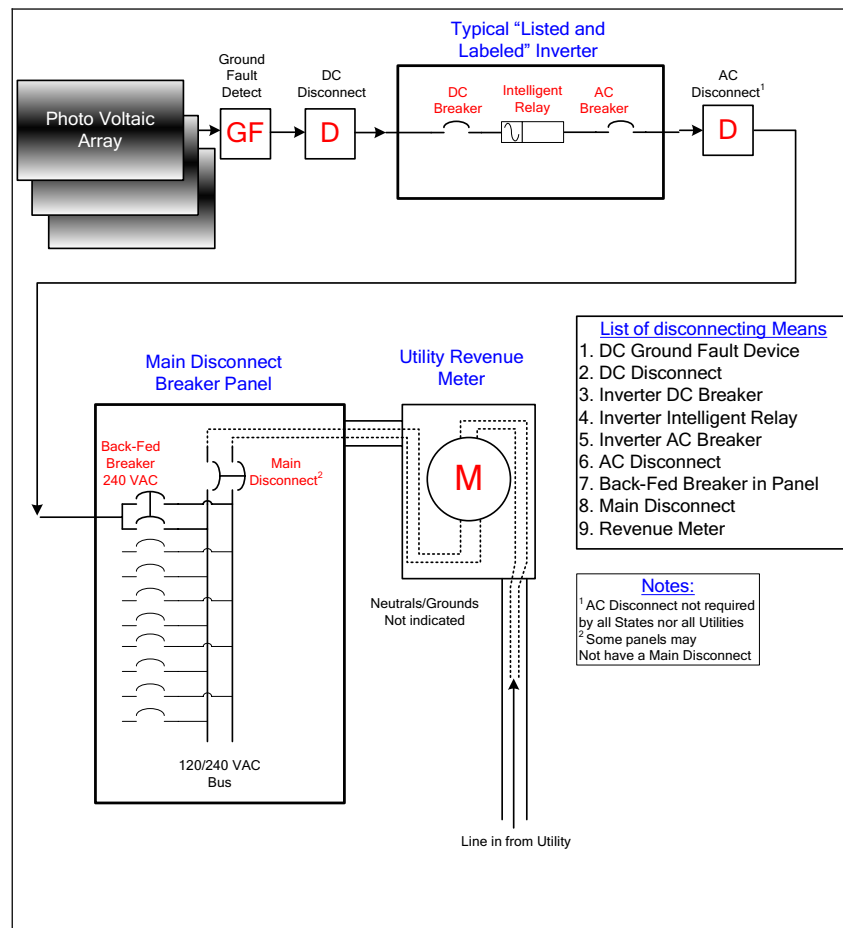 Typical “Listed and
Labeled” Inverter
Ground
Fault
Detect
DC
Disconnect
AC
Disconnect¹
Photo Voltaic
Array
GF
D
DC
Breaker
Intelligent
Relay
AC
Breaker
D
Main Disconnect
Breaker Panel
Utility Revenue
Meter
List of disconnecting Means
1. DC Ground Fault Device
2. DC Disconnect
3. Inverter DC Breaker
4. Inverter Intelligent Relay
5. Inverter AC Breaker
6. AC Disconnect
7. Back-Fed Breaker in Panel
8. Main Disconnect
9. Revenue Meter
Back-Fed
Breaker
240 VAC
Main
Disconnect²
M
Neutrals/Grounds
Not indicated
Notes:
¹ AC Disconnect not required
by all States nor all Utilities
² Some panels may
Not have a Main Disconnect
120/240 VAC
Bus
Line in from Utility